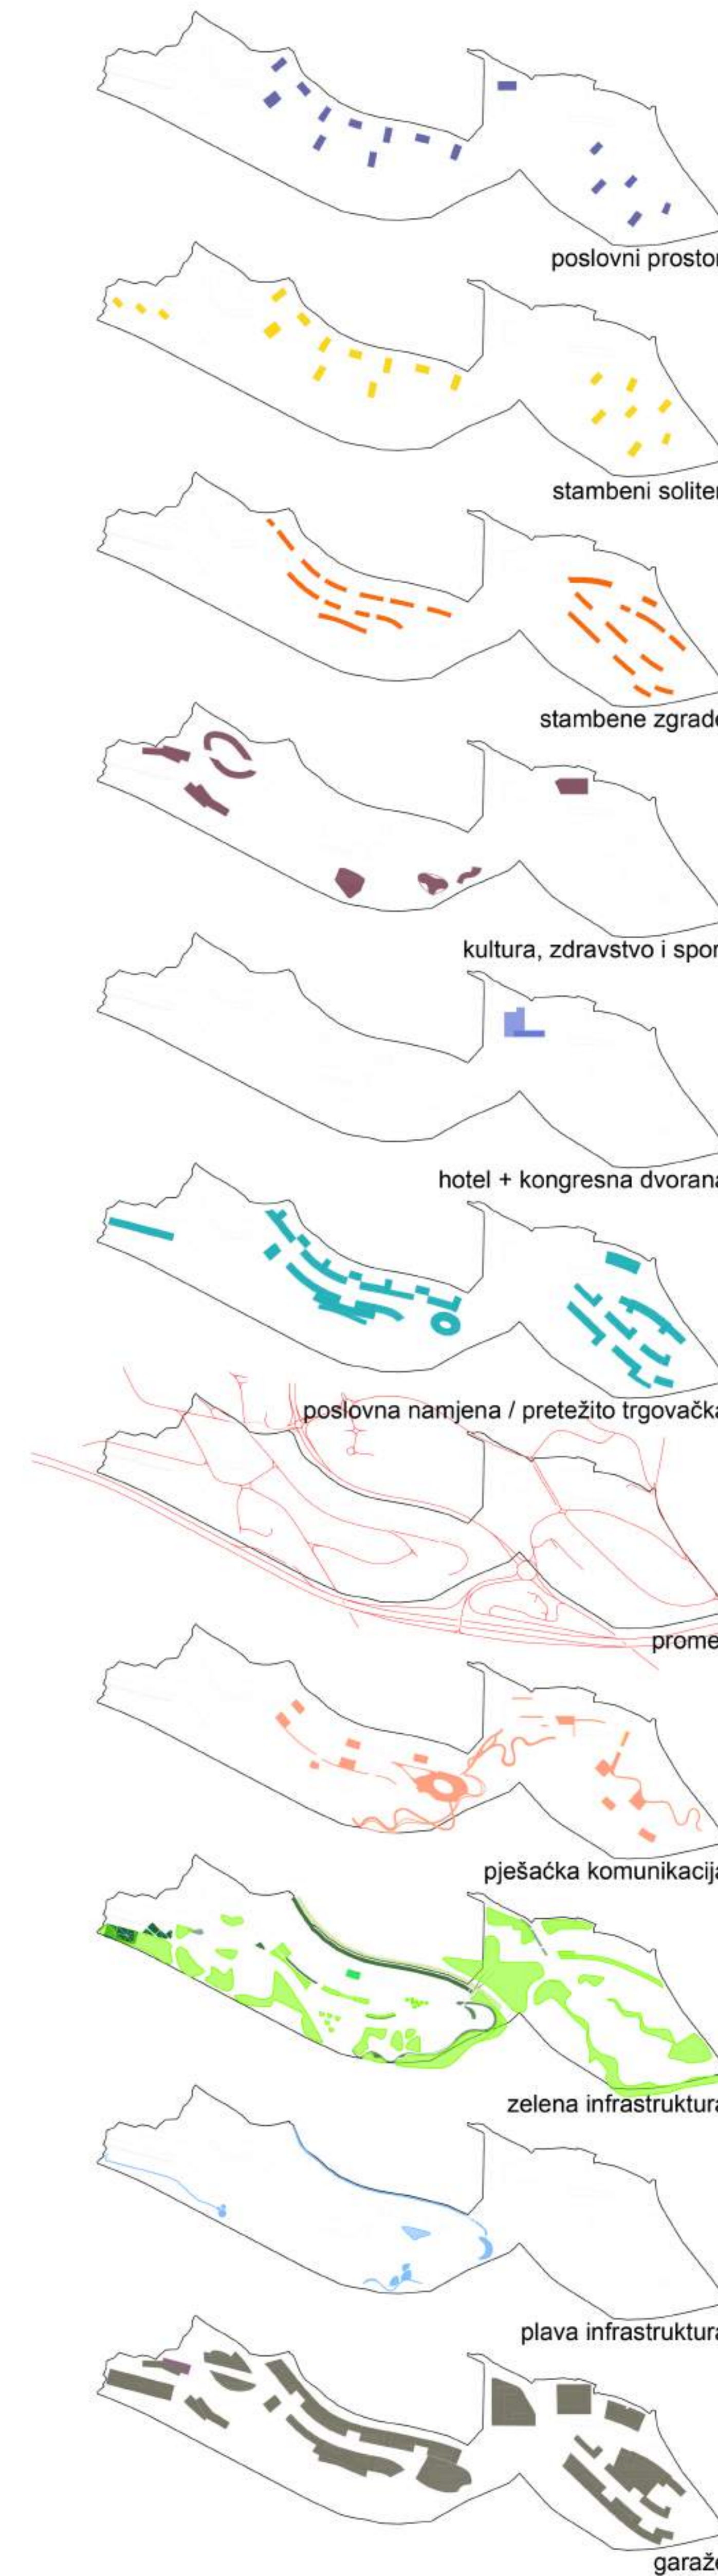 poslovni prostor
stambeni soliter
stambene zgrade
kultura, zdravstvo i spor
hotel + kongresna dvorana
poslovna namjena / pretežito trgovačka
prome
pješaćka komunikacija
zelena infrastruktura
plava infrastruktura
garaže